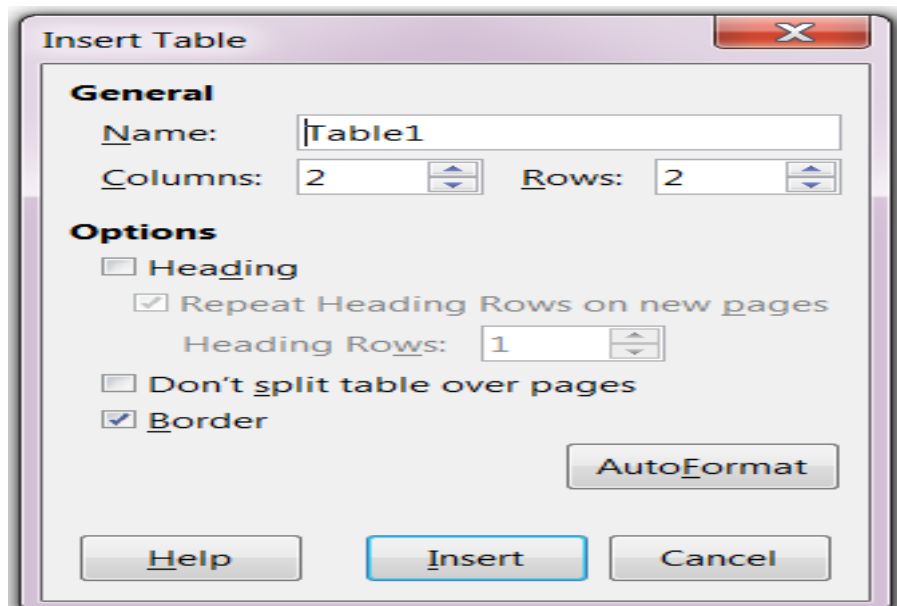 Insert Table
General
Name: Table1
Columns: 2 Rows: 2
Options
Heading
Repeat Heading Rows on new pages
Heading Rows: 1
Don't split table over pages
Border
AutoFormat
Help Insert Cancel